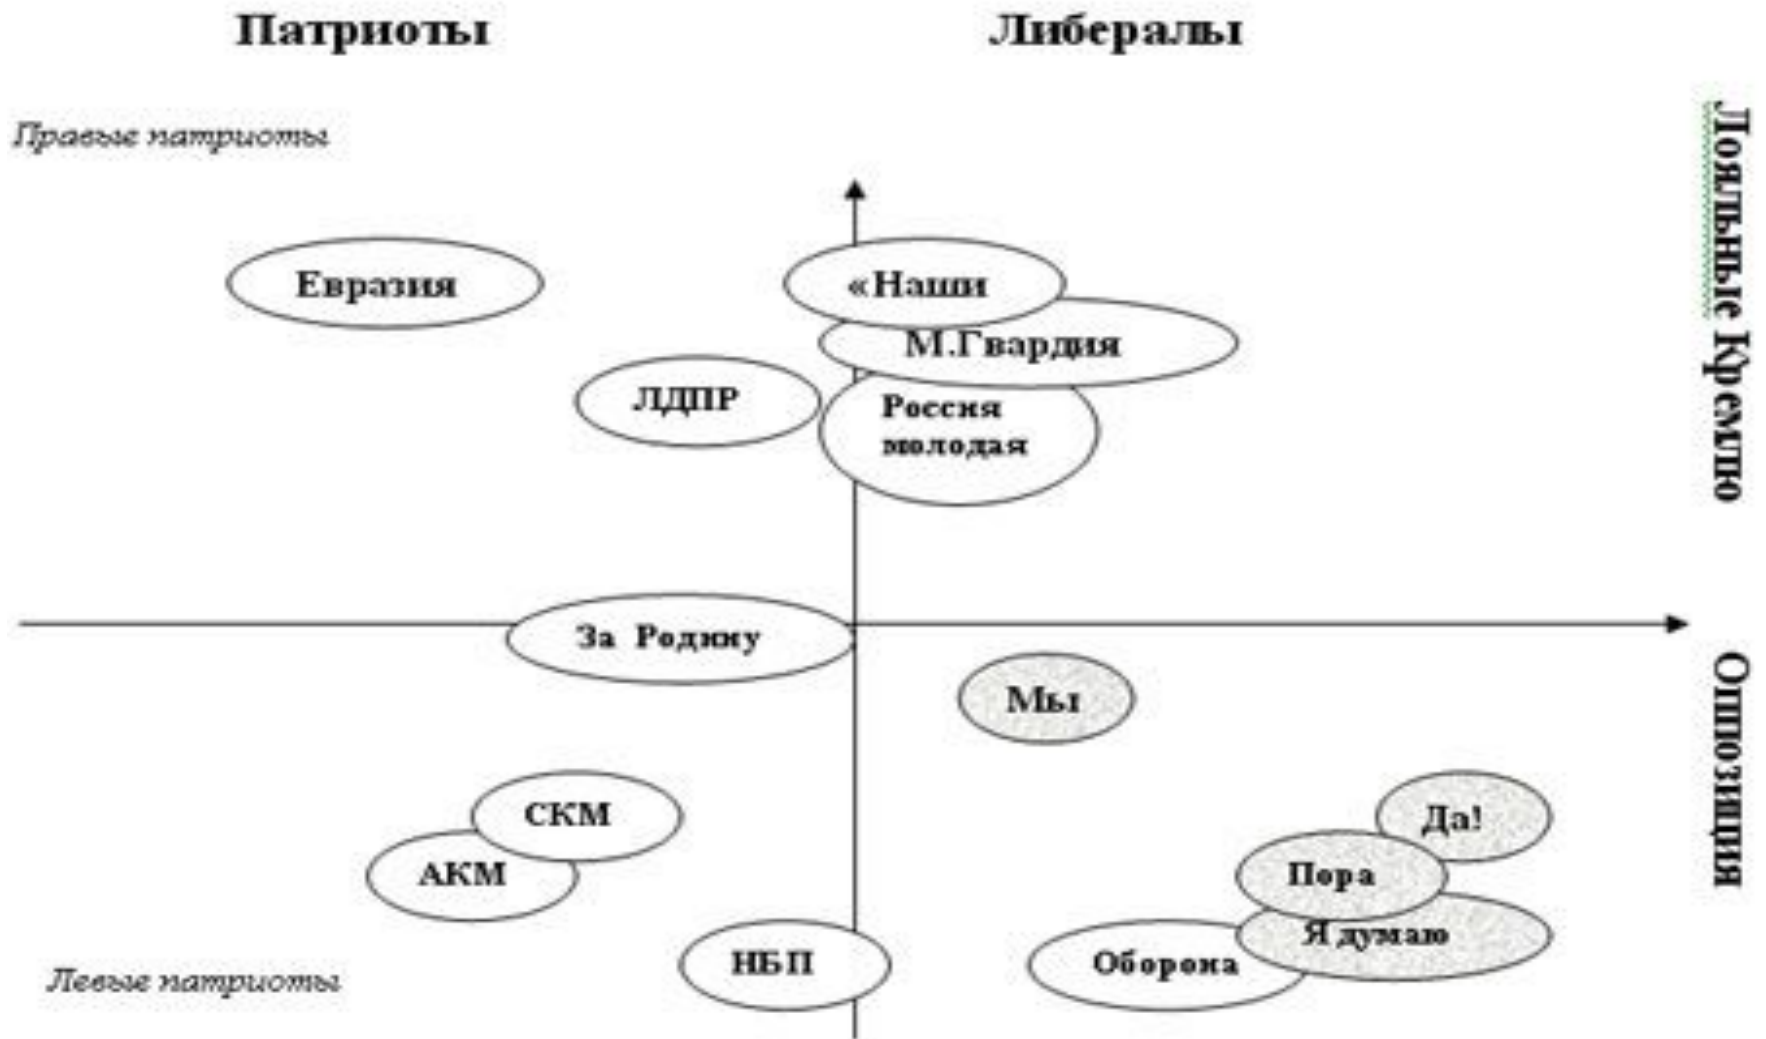 Патриоты
Либералы
Правые патриоты
Лояльные Кремлю
Евразия
«Наши
М.Гвардия
ЛДПР
Россия
молодая
За Родину
Мы
Оппозиция
СКМ
Да!
АКМ
Пора
Я думаю
НБП
Оборона
Левые патриоты